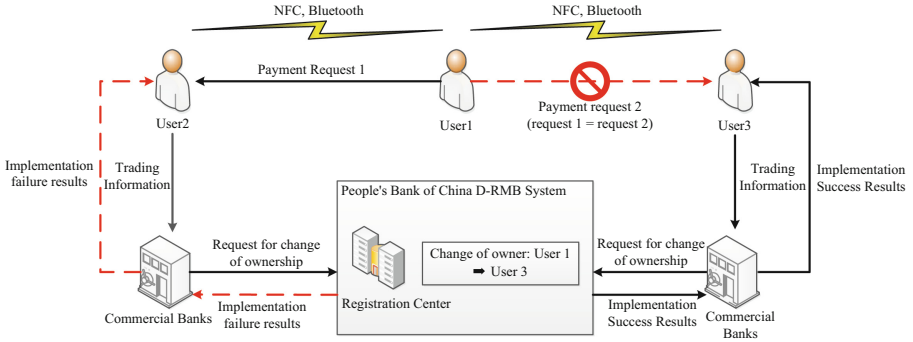 NFC, Bluetooth
NFC, Bluetooth
Payment Request 1
User2
User1
Payment request 2
(request 1 = request 2)
User3
Implementation
failure results
Trading
Information
Trading
Information
Implementation
Success Results
People's Bank of China D-RMB System
Request for change
of ownership
Change of owner: User 1
➡ User 3
Request for change
of ownership
Registration Center
Commercial Banks
Implementation
failure results
Implementation
Success Results
Commercial
Banks